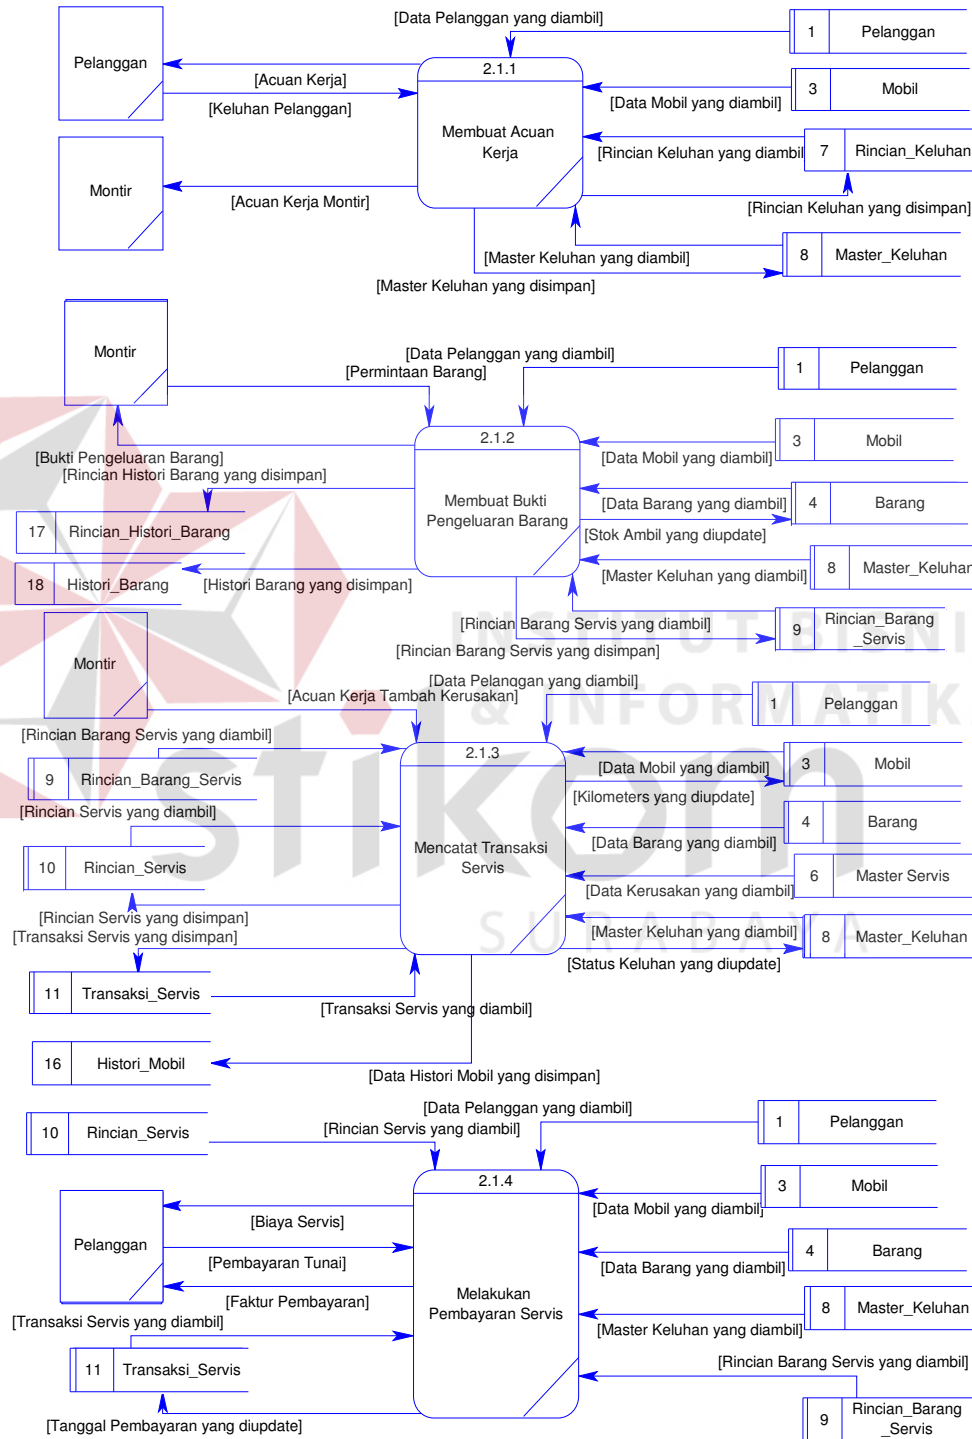 [Data Pelanggan yang diambil]
1 Pelanggan
Pelanggan
2.1.1
[Acuan Kerja]
3 Mobil
[Data Mobil yang diambil]
[Keluhan Pelanggan]
Membuat Acuan
Kerja
7 Rincian_Keluhan
[Rincian Keluhan yang diambil
Montir
[Acuan Kerja Montir]
[Rincian Keluhan yang disimpan]
8 Master_Keluhan
[Master Keluhan yang diambil]
[Master Keluhan yang disimpan]
Montir
[Data Pelanggan yang diambil]
[Permintaan Barang]
1 Pelanggan
2.1.2
3 Mobil
[Bukti Pengeluaran Barang]
[Data Mobil yang diambil]
[Rincian Histori Barang yang disimpan]
Membuat Bukti
Pengeluaran Barang
[Data Barang yang diambil]
4 Barang
17 Rincian_Histori_Barang
[Stok Ambil yang diupdate]
18 Histori_Barang
[Histori Barang yang disimpan]
[Master Keluhan yang diambil]
8 Master_Keluhan
[Rincian Barang Servis yang diambil]
9 Rincian_Barang
_Servis
[Rincian Barang Servis yang disimpan]
INSTITUT BISNI
Montir
[Data Pelanggan yang diambil]
[Acuan Kerja Tambah Kerusakan]
1 Pelanggan
& INFORMATIKA
[Rincian Barang Servis yang diambil]
2.1.3
9 Rincian_Barang_Servis
[Data Mobil yang diambil]
3 Mobil
[Kilometers yang diupdate]
stikom
[Rincian Servis yang diambil]
Mencatat Transaksi
Servis
[Data Barang yang diambil]
4 Barang
10 Rincian_Servis
[Data Kerusakan yang diambil]
6 Master Servis
[Rincian Servis yang disimpan]
[Transaksi Servis yang disimpan]
[Master Keluhan yang diambil]
8 Master_Keluhan
SURABAYA
[Status Keluhan yang diupdate]
11 Transaksi_Servis
[Transaksi Servis yang diambil]
16 Histori_Mobil
[Data Histori Mobil yang disimpan]
[Data Pelanggan yang diambil]
1 Pelanggan
10 Rincian_Servis
[Rincian Servis yang diambil]
2.1.4
3 Mobil
[Data Mobil yang diambil]
[Biaya Servis]
Pelanggan
[Pembayaran Tunai]
4 Barang
[Data Barang yang diambil]
[Faktur Pembayaran]
Melakukan
Pembayaran Servis
8 Master_Keluhan
[Master Keluhan yang diambil]
[Transaksi Servis yang diambil]
11 Transaksi_Servis
[Rincian Barang Servis yang diambil]
9 Rincian_Barang
_Servis
[Tanggal Pembayaran yang diupdate]